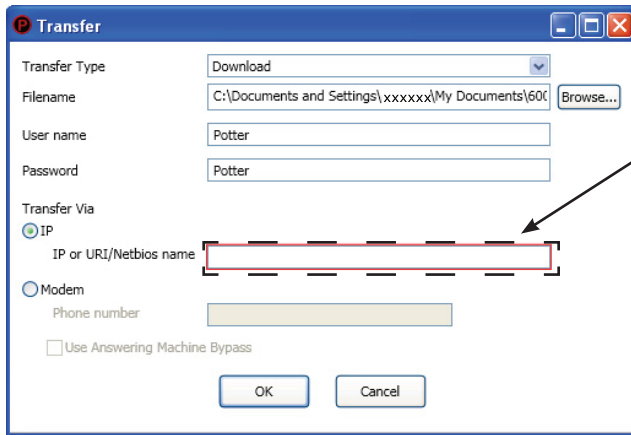 P Transfer
Transfer Type Download
Filename C:\Documents and Settings\xxxxxx\My Documents\600 Browse...
User name Potter
Password Potter
Transfer Via
IP
IP or URI/Netbios name
Modem
Phone number
Use Answering Machine Bypass
OK Cancel